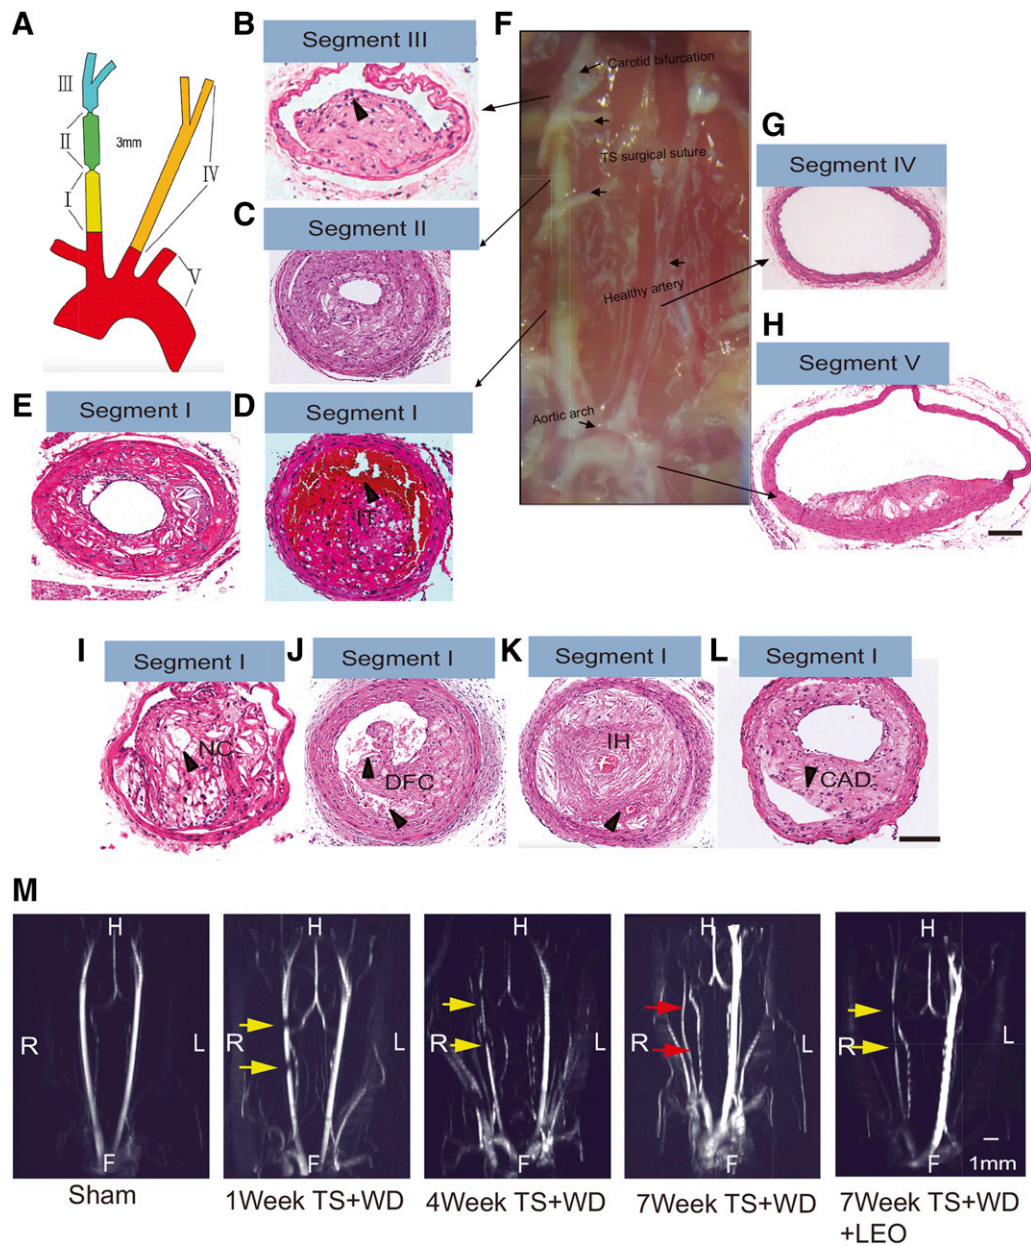 A
III
II
3mm
I
IV
V
B
Segment III
C
Segment II
E
Segment I
D
Segment I
IT
F
Carotid bifurcation
TS surgical suture
Healthy artery
Aortic arch
G
Segment IV
H
Segment V
I
Segment I
NC
J
Segment I
DFC
K
Segment I
IH
L
Segment I
CAD
M
H
R
L
F
Sham
H
R
L
F
1Week TS+WD
H
R
L
F
4Week TS+WD
H
R
L
F
7Week TS+WD
H
R
L
F
1mm
7Week TS+WD
+LEO